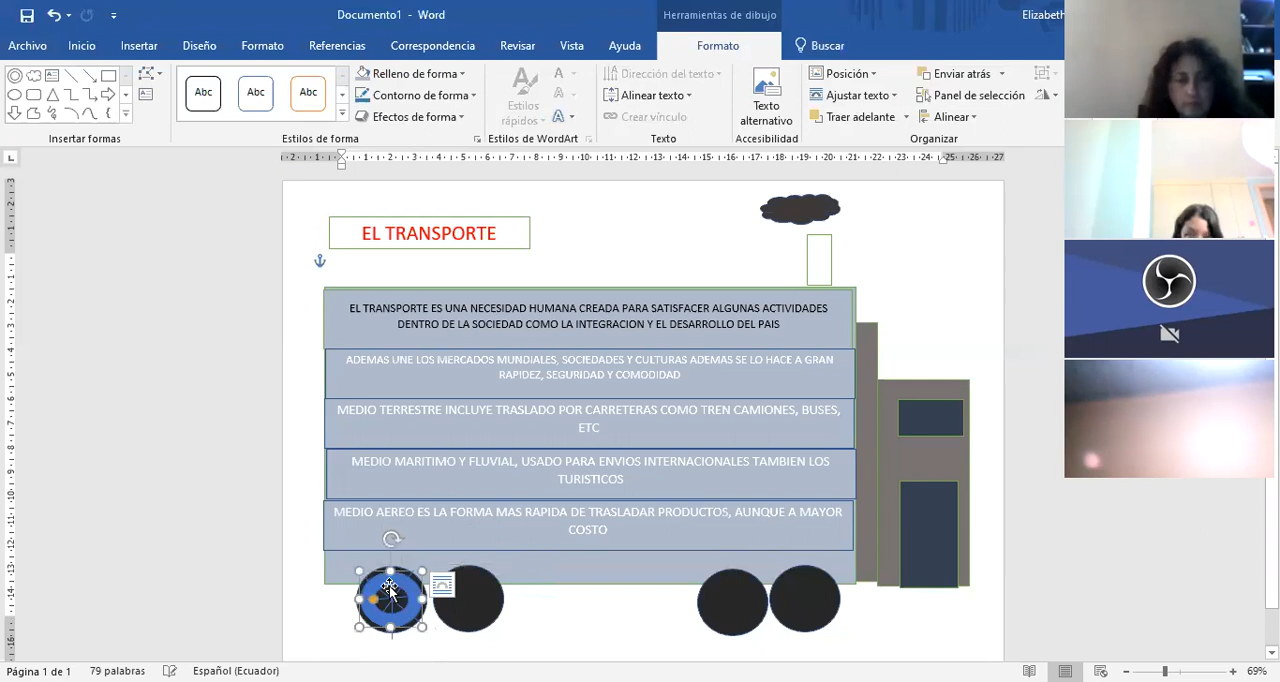 Documento1 - Word
Herramientas de dibujo
Elizabeth
Archivo Inicio Insertar Diseño Formato Referencias Correspondencia Revisar Vista Ayuda Formato Buscar
Abc Abc Abc
Relleno de forma
Contorno de forma
Efectos de forma
Estilos rápidos
Dirección del texto
Alinear texto
Crear vínculo
Texto alternativo
Posición
Ajustar texto
Traer adelante
Enviar atrás
Panel de selección
Alinear
Insertar formas Estilos de forma Estilos de WordArt Texto Accesibilidad Organizar
EL TRANSPORTE
EL TRANSPORTE ES UNA NECESIDAD HUMANA CREADA PARA SATISFACER ALGUNAS ACTIVIDADES
DENTRO DE LA SOCIEDAD COMO LA INTEGRACION Y EL DESARROLLO DEL PAIS
ADEMAS UNE LOS MERCADOS MUNDIALES, SOCIEDADES Y CULTURAS ADEMAS SE LO HACE A GRAN
RAPIDEZ, SEGURIDAD Y COMODIDAD
MEDIO TERRESTRE INCLUYE TRASLADO POR CARRETERAS COMO TREN CAMIONES, BUSES,
ETC
MEDIO MARITIMO Y FLUVIAL, USADO PARA ENVIOS INTERNACIONALES TAMBIEN LOS
TURISTICOS
MEDIO AEREO ES LA FORMA MAS RAPIDA DE TRASLADAR PRODUCTOS, AUNQUE A MAYOR
COSTO
Página 1 de 1 79 palabras Español (Ecuador) 69%